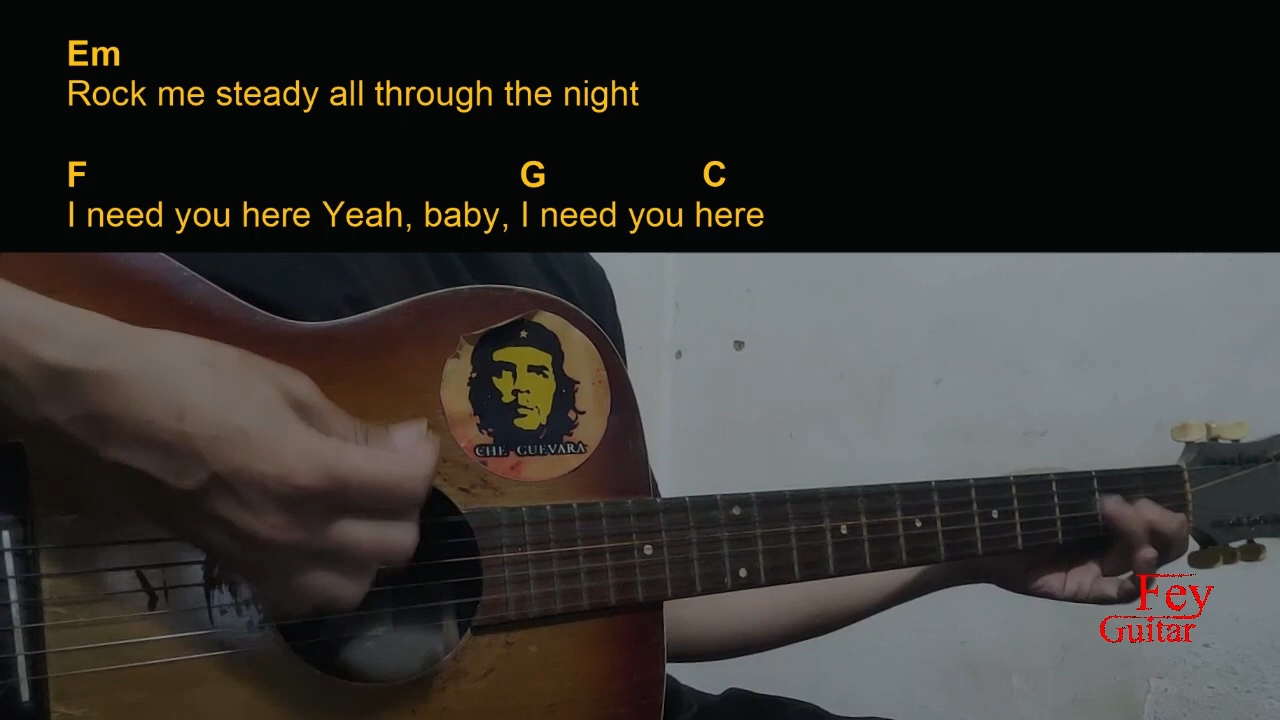 Em
Rock me steady all through the night
F G C
I need you here Yeah, baby, I need you here
CHE GUEVARA
Fey
Guitar